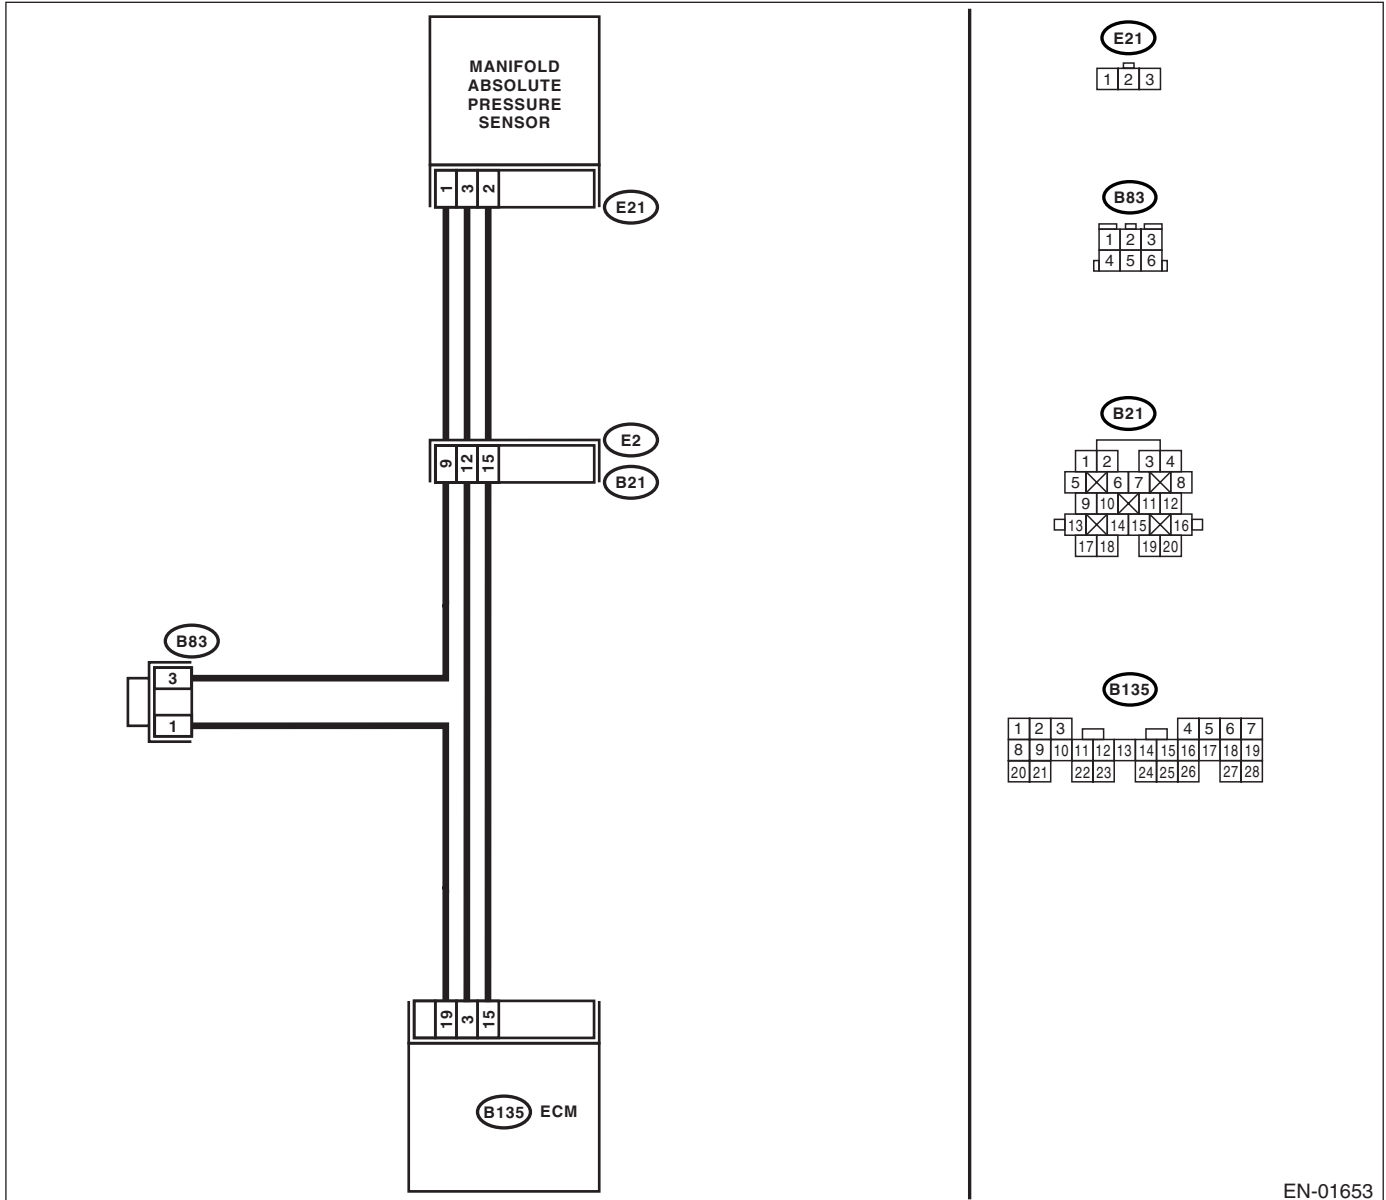 MANIFOLD
ABSOLUTE
PRESSURE
SENSOR
1 3 2
E21
E2
9 12 15
B21
B83
3
1
19 3 15
B135 ECM
E21
1 2 3
B83
1 2 3
4 5 6
B21
1 2 3 4
5 6 7 8
9 10 11 12
13 14 15 16
17 18 19 20
B135
1 2 3 4 5 6 7
8 9 10 11 12 13 14 15 16 17 18 19
20 21 22 23 24 25 26 27 28
EN-01653